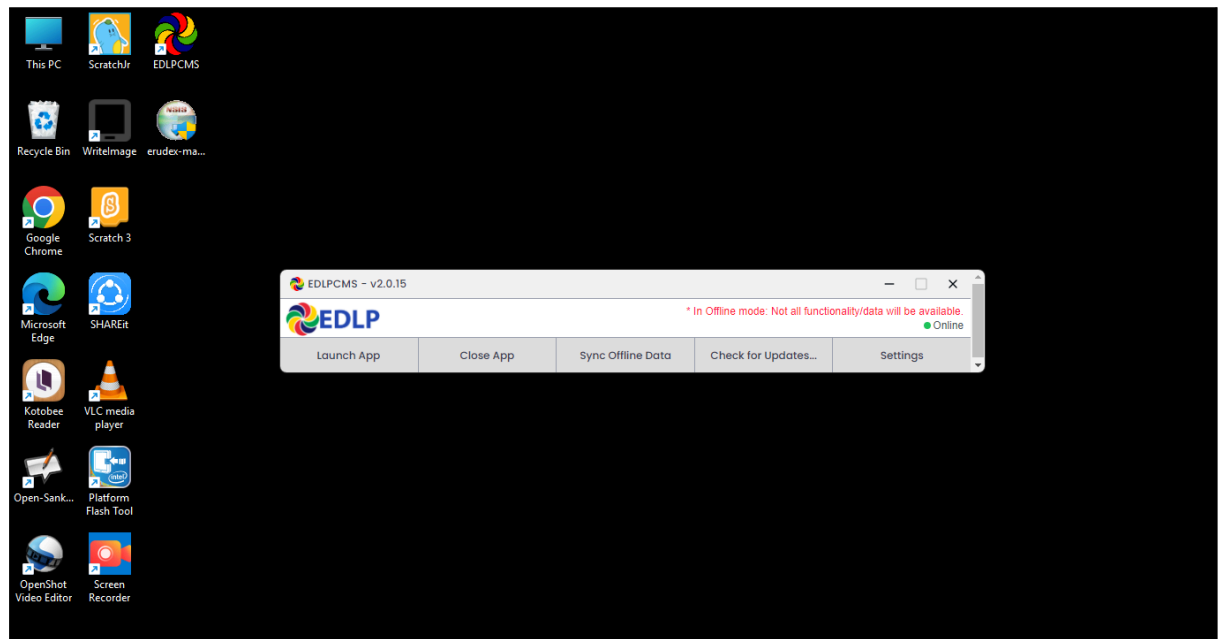 This PC
ScratchJr
EDLPCMS
Recycle Bin
WriteImage
erudex-ma...
Google
Chrome
Scratch 3
Microsoft
Edge
SHAREit
Kotobee
Reader
VLC media
player
Open-Sank...
Platform
Flash Tool
intel
OpenShot
Video Editor
Screen
Recorder
EDLPCMS - v2.0.15
EDLP
* In Offline mode: Not all functionality/data will be available.
Online
Launch App
Close App
Sync Offline Data
Check for Updates...
Settings